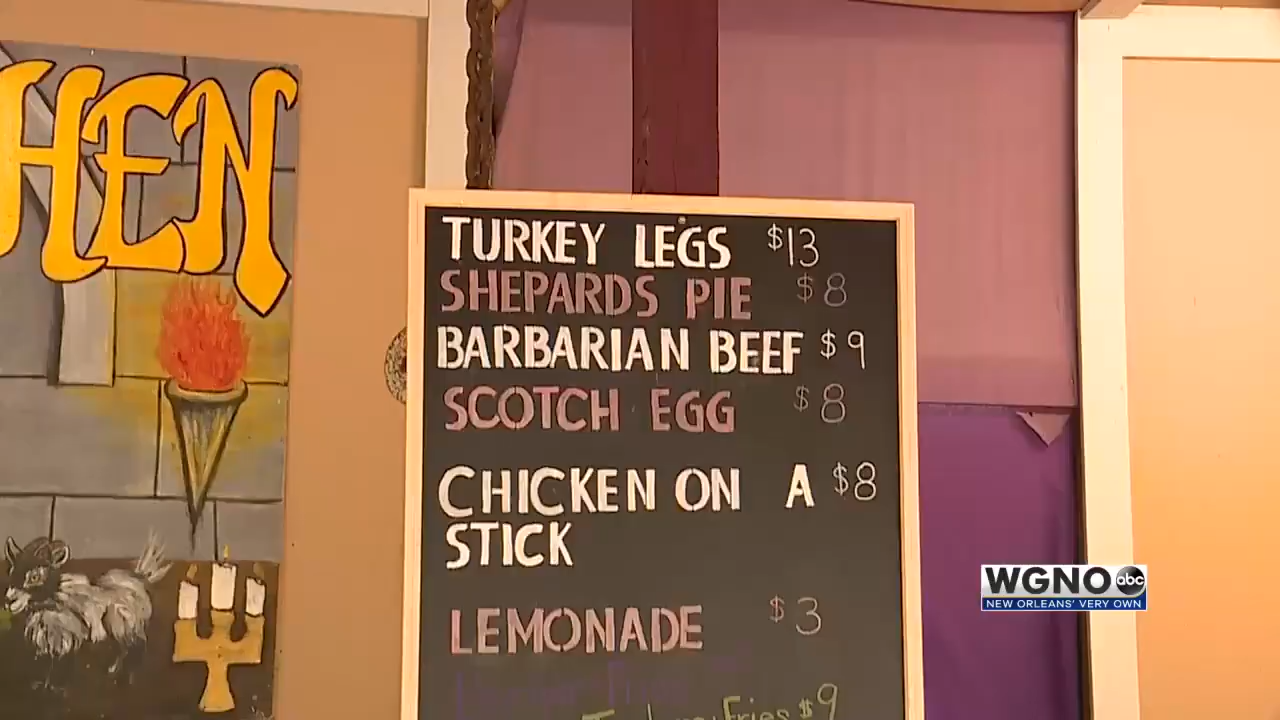 HEN
TURKEY LEGS $13
SHEPARDS PIE $8
BARBARIAN BEEF $9
SCOTCH EGG $8
CHICKEN ON A $8
STICK
LEMONADE $3
Fries $9
WGNO abc
NEW ORLEANS' VERY OWN